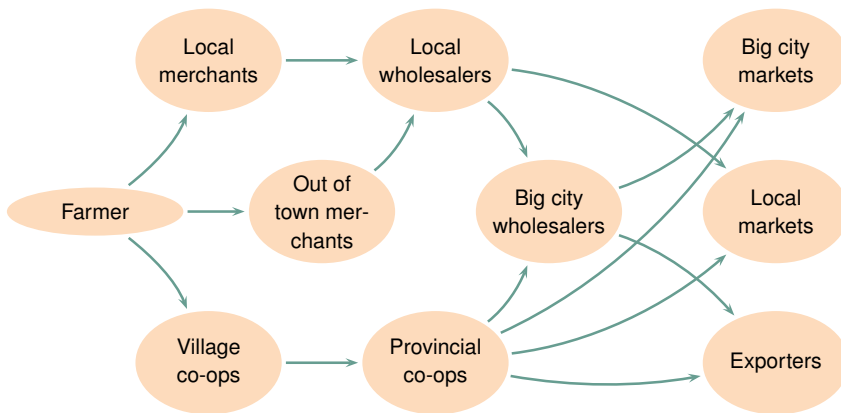 Local
merchants
Local
wholesalers
Big city
markets
Farmer
Out of
town mer-
chants
Big city
wholesalers
Local
markets
Village
co-ops
Provincial
co-ops
Exporters